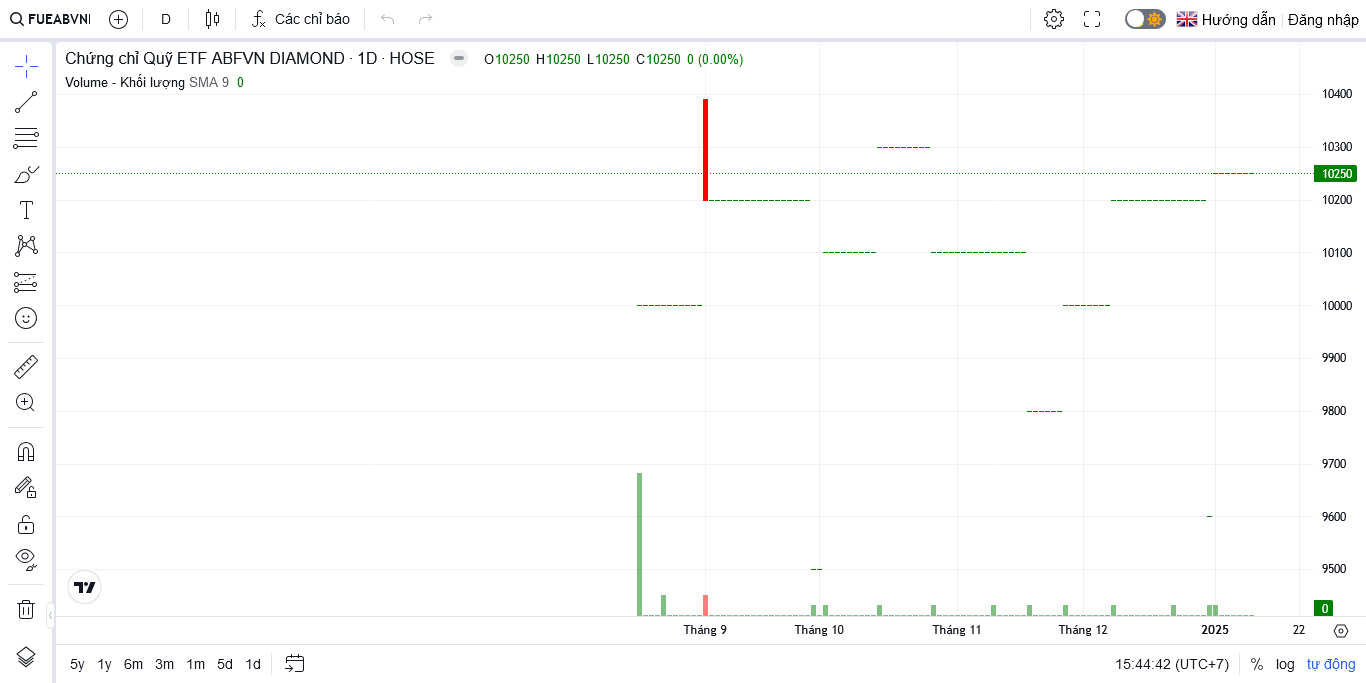 FUEABVNI D Các chỉ báo Hướng dẫn Đăng nhập
Chứng chỉ Quỹ ETF ABFVN DIAMOND · 1D · HOSE O10250 H10250 L10250 C10250 0 (0.00%)
Volume - Khối lượng SMA 9 0
10400
10300
10250
10200
10100
10000
9900
9800
9700
9600
9500
0
Tháng 9 Tháng 10 Tháng 11 Tháng 12 2025 22
5y 1y 6m 3m 1m 5d 1d 15:44:42 (UTC+7) % log tự động